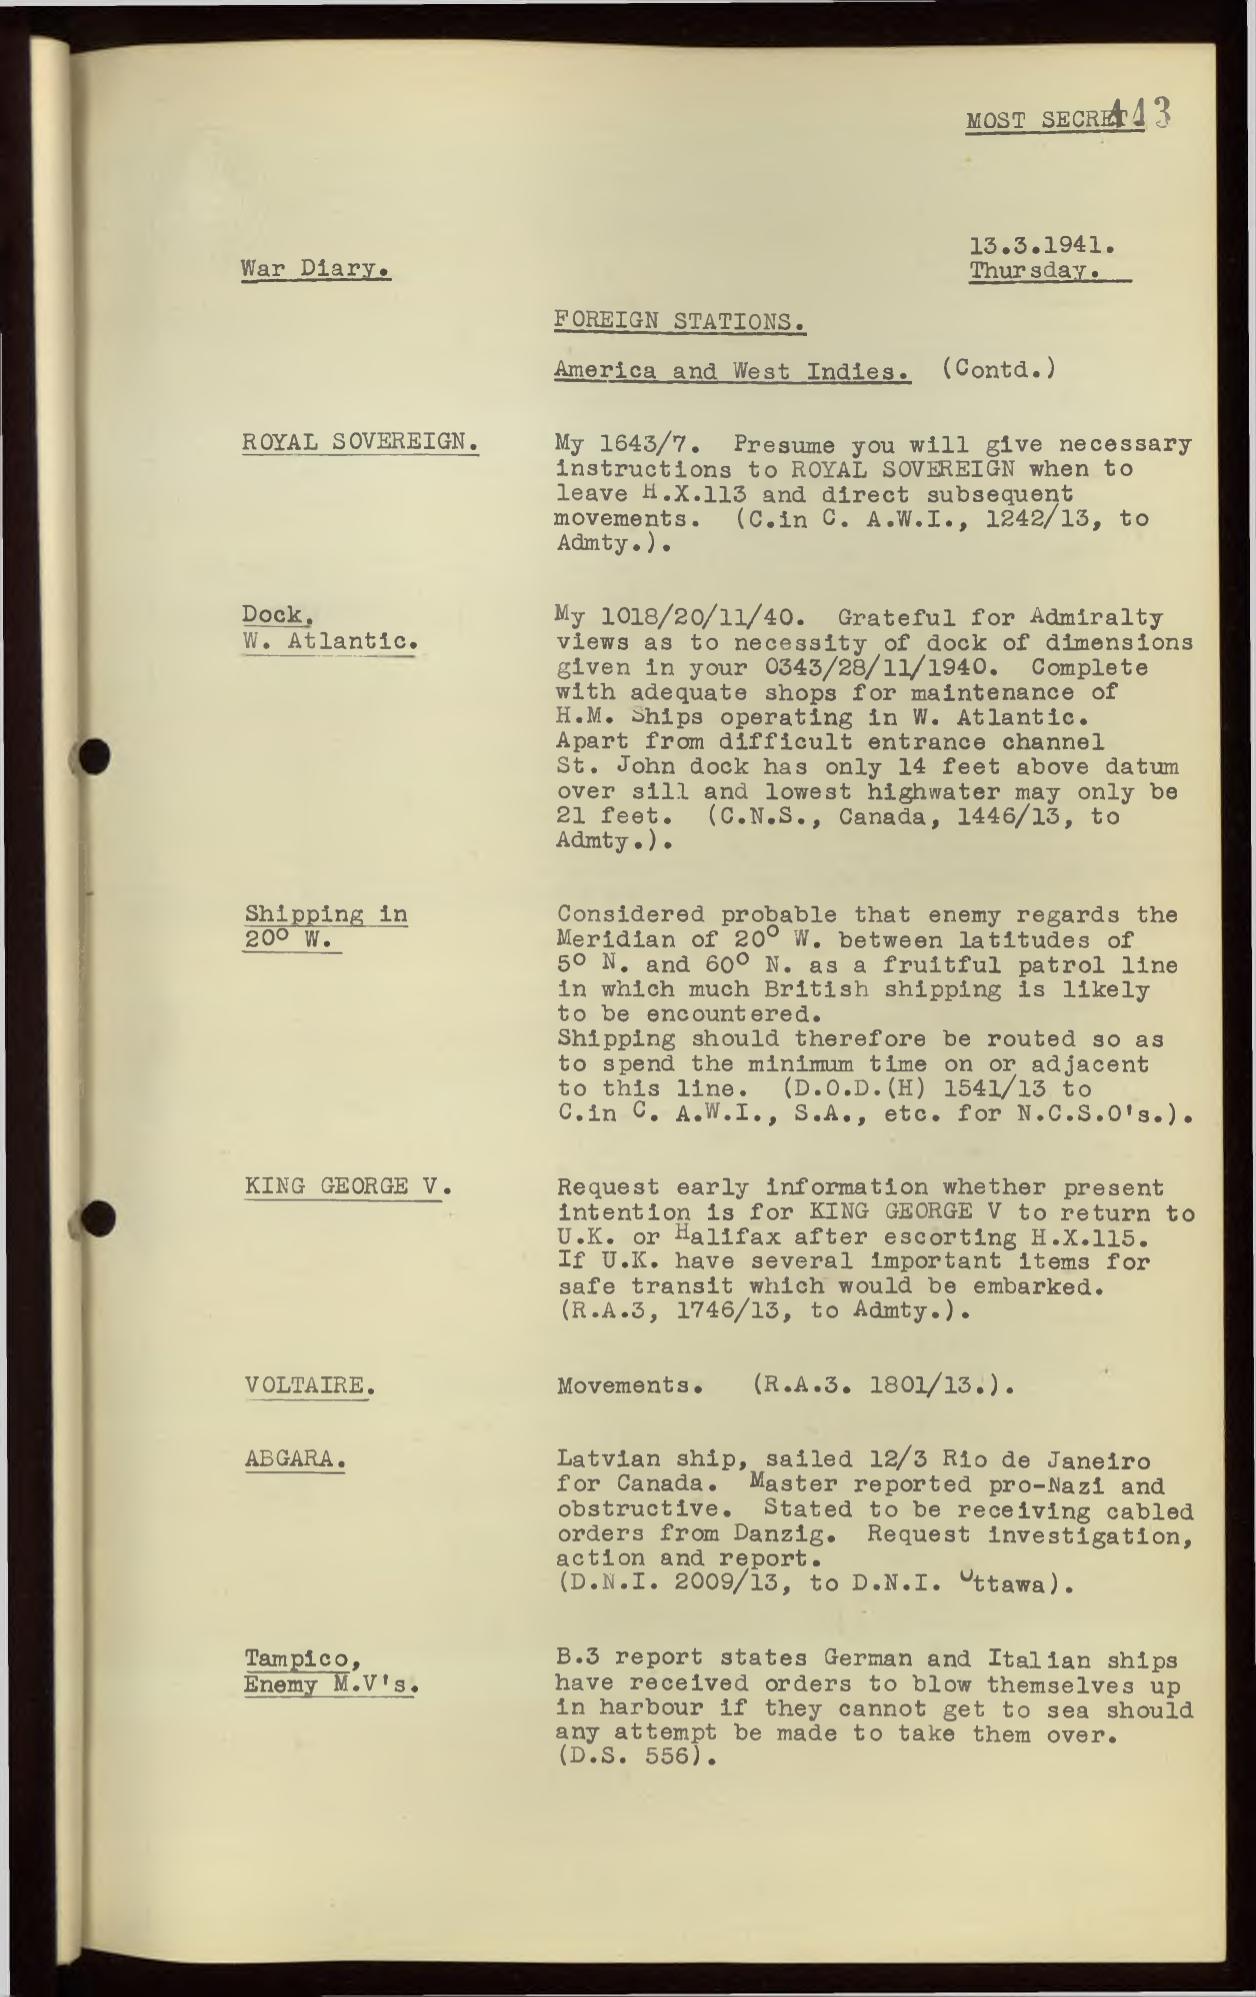 MOST SECRET
413
War Diary.
13.3.1941.
Thursday.
FOREIGN STATIONS.
America and West Indies. (Contd.)
ROYAL SOVEREIGN.
My 1643/7. Presume you will give necessary
instructions to ROYAL SOVEREIGN when to
leave H.X.113 and direct subsequent
movements. (C.in C. A.W.I., 1242/13, to
Admty.).
Dock,
W. Atlantic.
My 1018/20/11/40. Grateful for Admiralty
views as to necessity of dock of dimensions
given in your 0343/28/11/1940. Complete
with adequate shops for maintenance of
H.M. Ships operating in W. Atlantic.
Apart from difficult entrance channel
St. John dock has only 14 feet above datum
over sill and lowest highwater may only be
21 feet. (C.N.S., Canada, 1446/13, to
Admty.).
Shipping in
20° W.
Considered probable that enemy regards the
Meridian of 20° W. between latitudes of
5° N. and 60° N. as a fruitful patrol line
in which much British shipping is likely
to be encountered.
Shipping should therefore be routed so as
to spend the minimum time on or adjacent
to this line. (D.O.D.(H) 1541/13 to
C.in C. A.W.I., S.A., etc. for N.C.S.O's.).
KING GEORGE V.
Request early information whether present
intention is for KING GEORGE V to return to
U.K. or Halifax after escorting H.X.115.
If U.K. have several important items for
safe transit which would be embarked.
(R.A.3, 1746/13, to Admty.).
VOLTAIRE.
Movements. (R.A.3. 1801/13.).
ABGARA.
Latvian ship, sailed 12/3 Rio de Janeiro
for Canada. Master reported pro-Nazi and
obstructive. Stated to be receiving cabled
orders from Danzig. Request investigation,
action and report.
(D.N.I. 2009/13, to D.N.I. Ottawa).
Tampico,
Enemy M.V's.
B.3 report states German and Italian ships
have received orders to blow themselves up
in harbour if they cannot get to sea should
any attempt be made to take them over.
(D.S. 556).